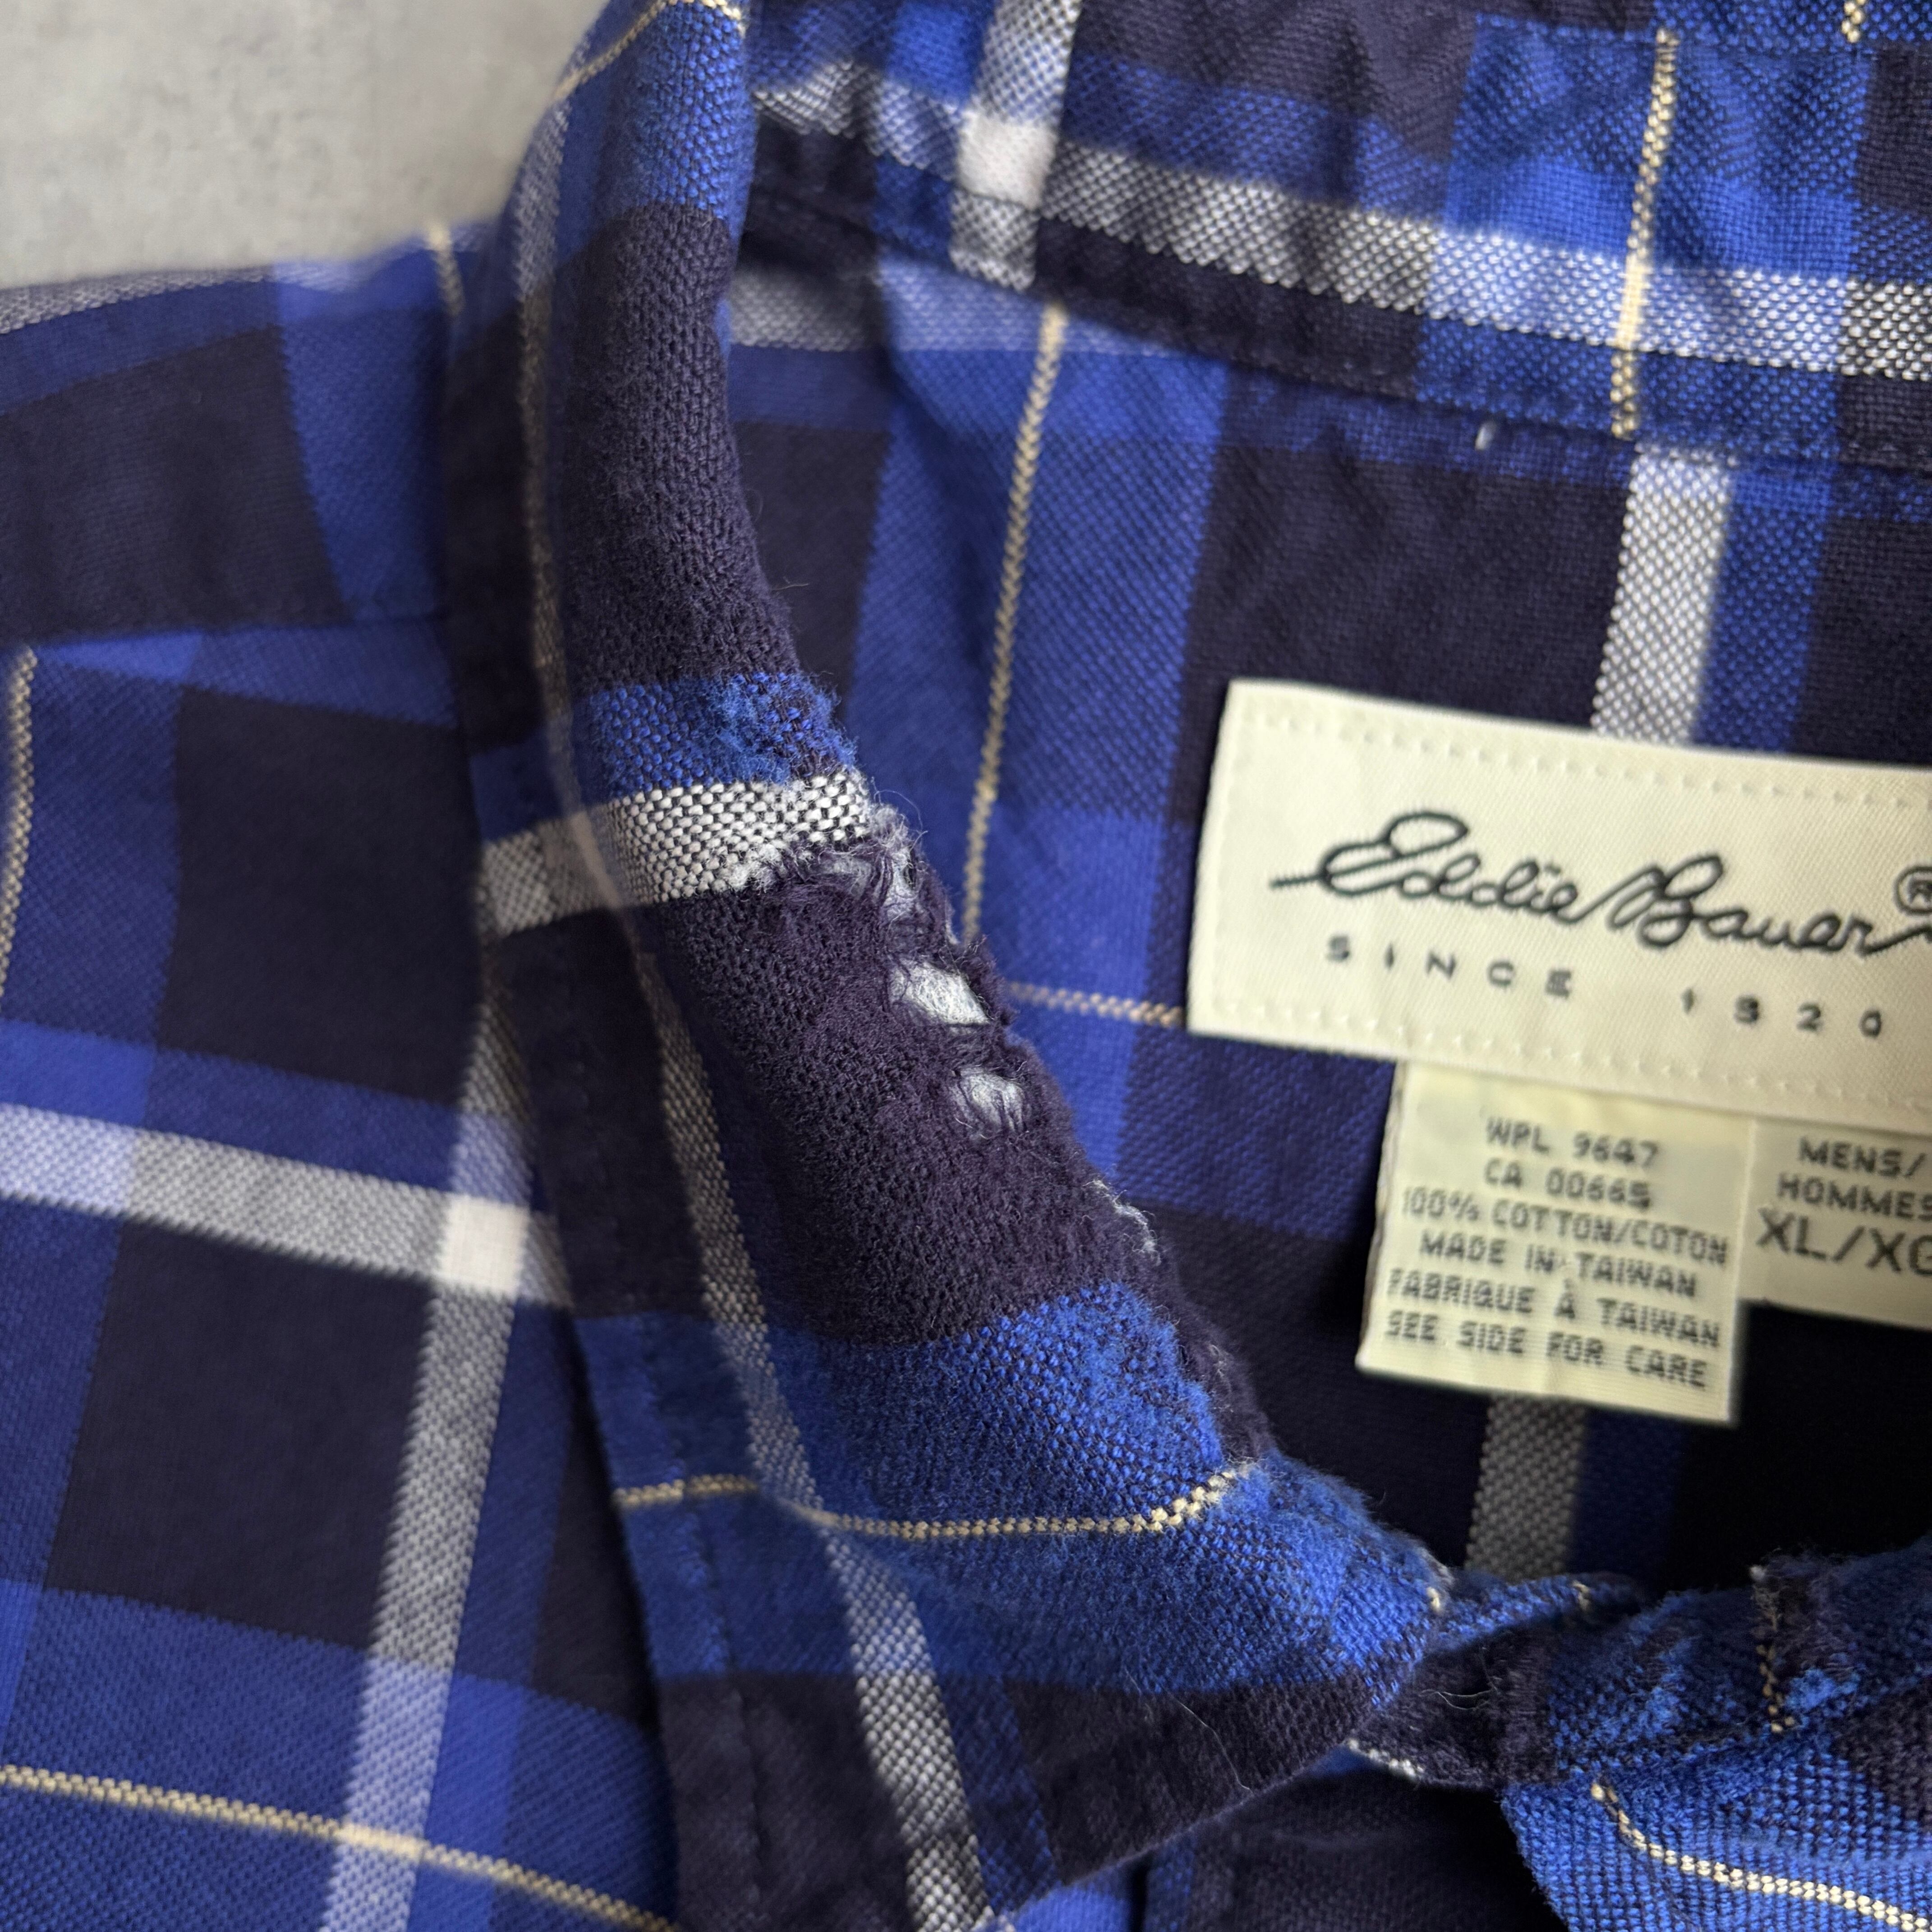 Eddie Bauer®
SINCE 1920
WPL 9647
CA 00665
100% COTTON/COTON
MADE IN TAIWAN
FABRIQUE À TAIWAN
SEE SIDE FOR CARE
MENS/
HOMMES
XL/XG